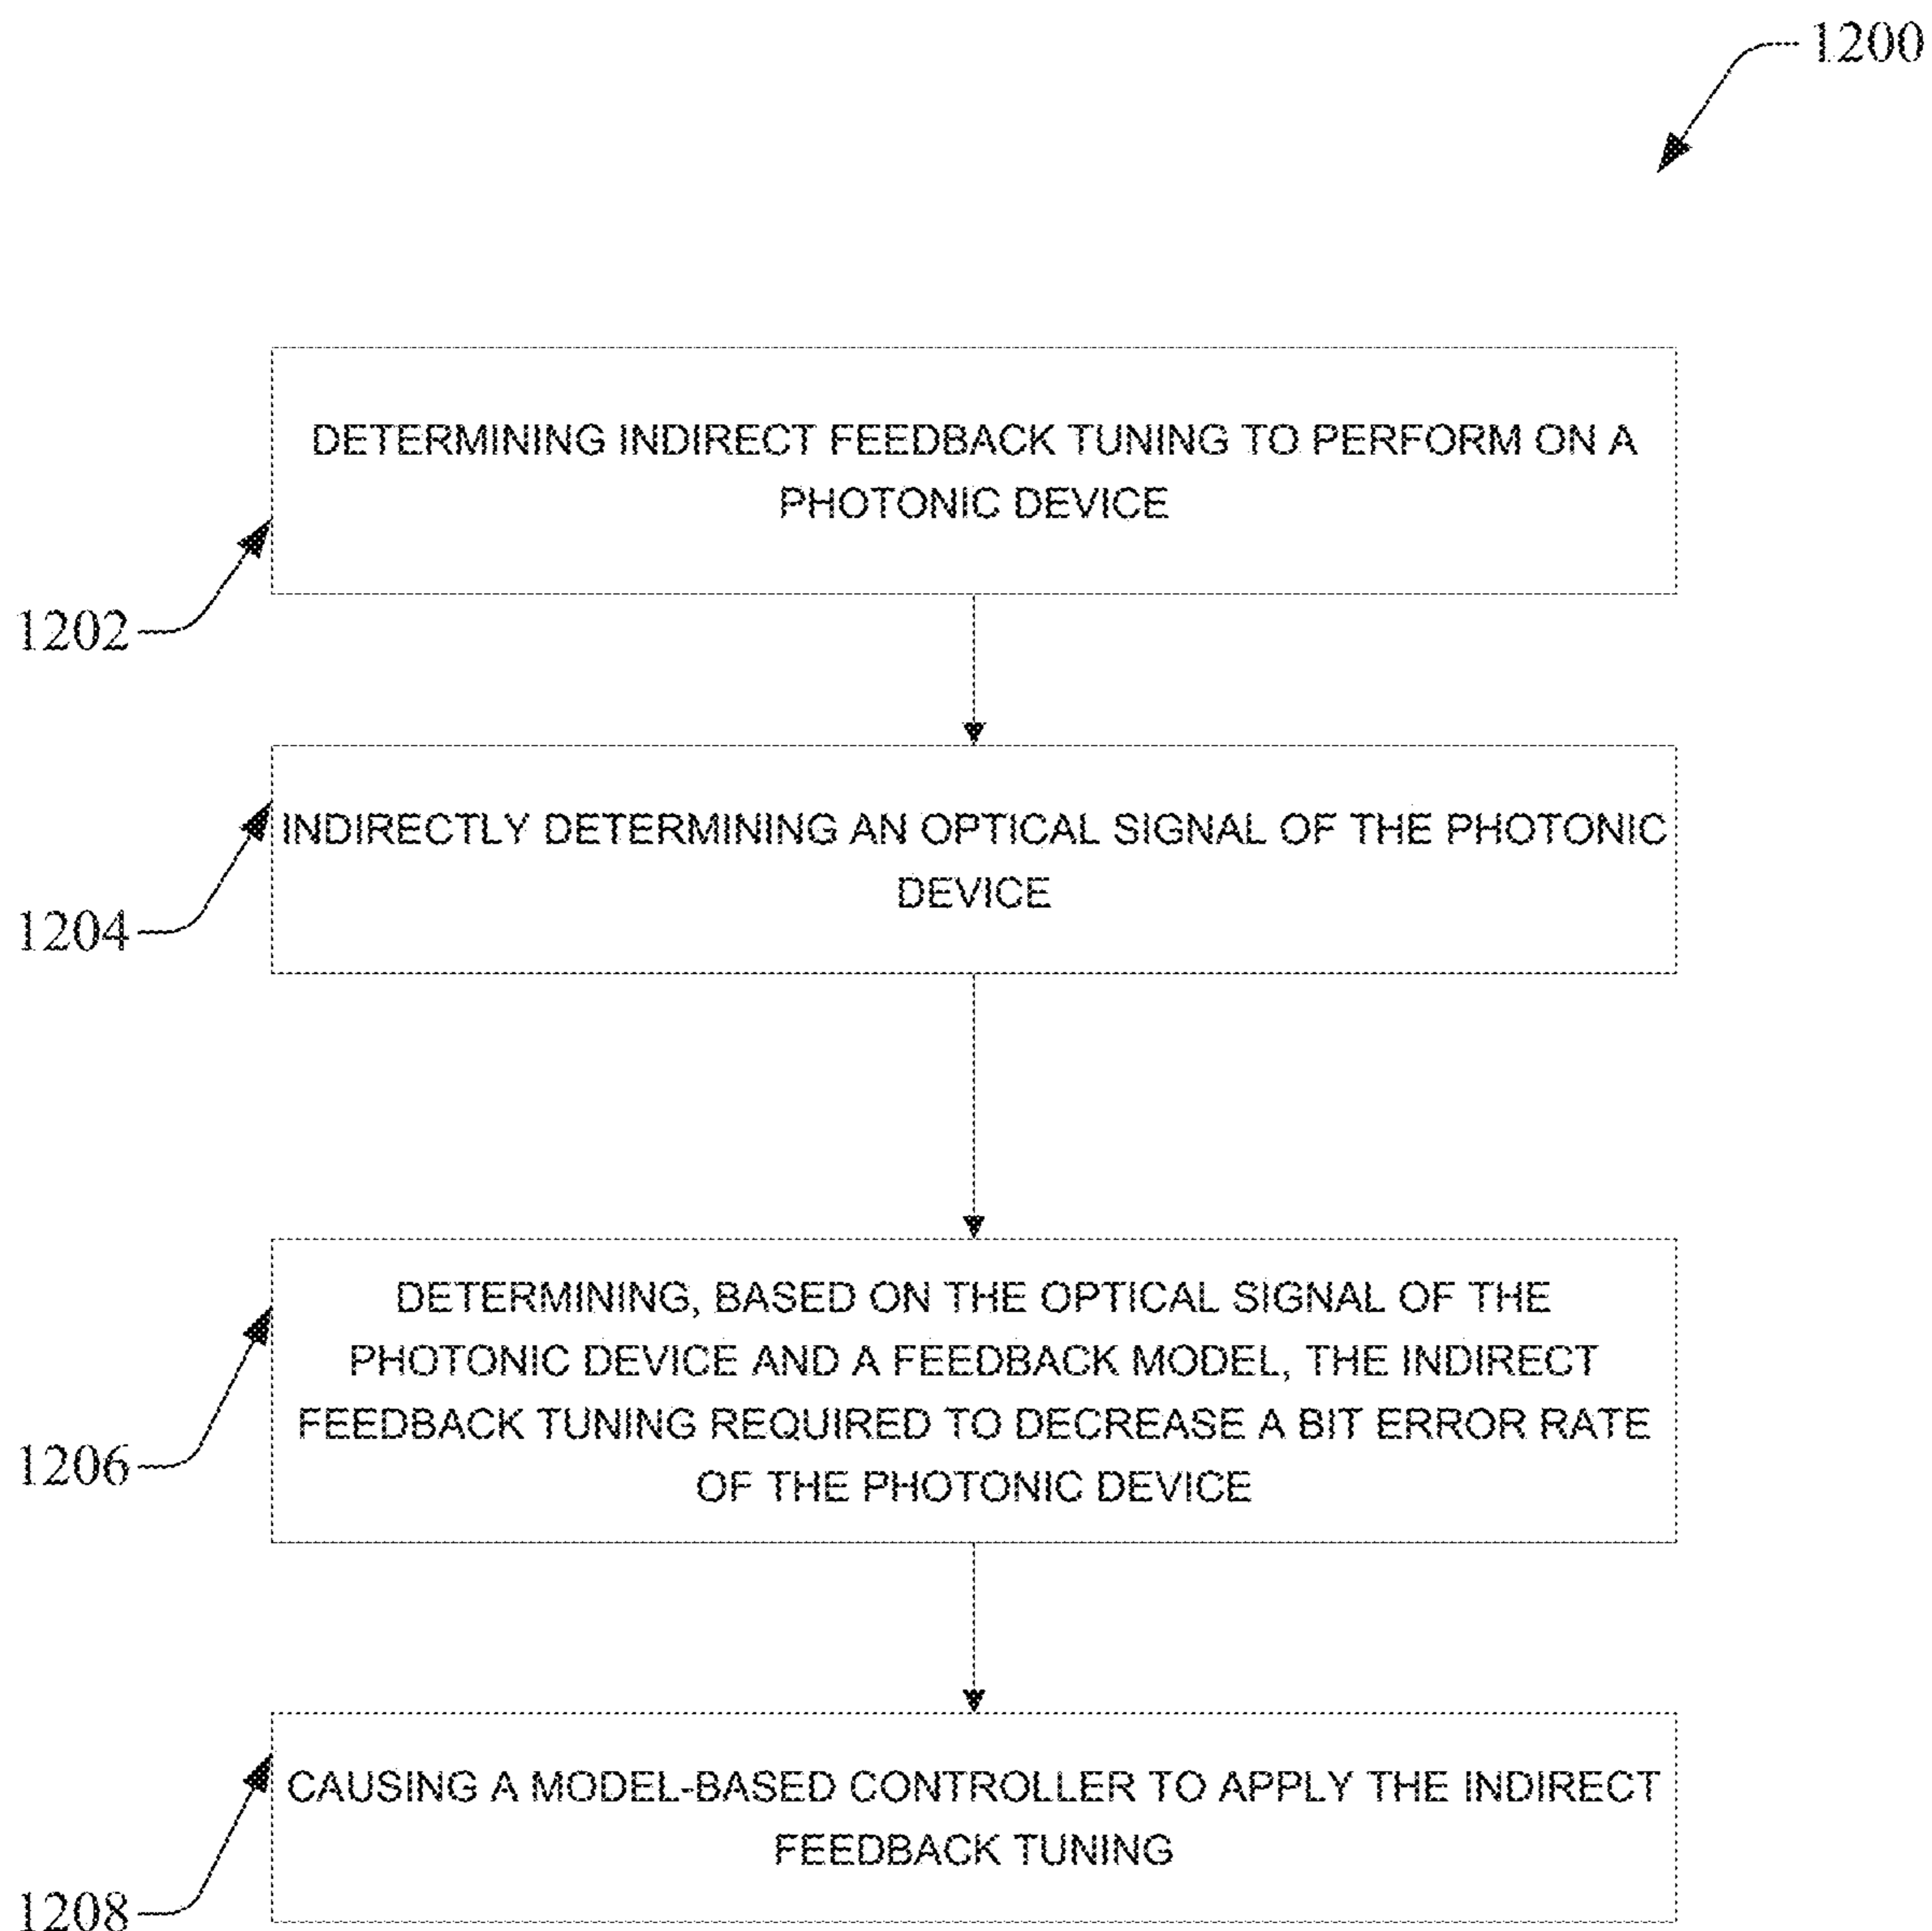 1200
DETERMINING INDIRECT FEEDBACK TUNING TO PERFORM ON A
PHOTONIC DEVICE
1202
INDIRECTLY DETERMINING AN OPTICAL SIGNAL OF THE PHOTONIC
DEVICE
1204
DETERMINING, BASED ON THE OPTICAL SIGNAL OF THE
PHOTONIC DEVICE AND A FEEDBACK MODEL, THE INDIRECT
FEEDBACK TUNING REQUIRED TO DECREASE A BIT ERROR RATE
OF THE PHOTONIC DEVICE
1206
CAUSING A MODEL-BASED CONTROLLER TO APPLY THE INDIRECT
FEEDBACK TUNING
1208